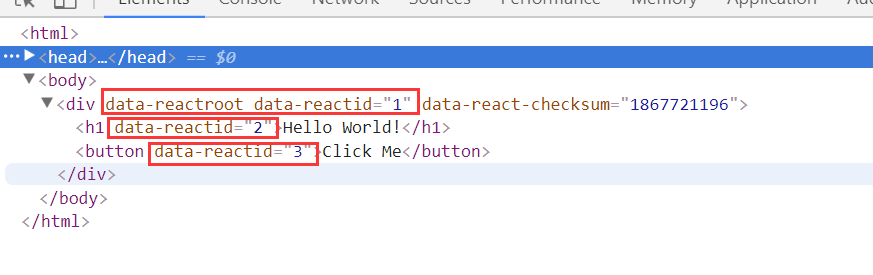 Elements Console Network Sources Performance Memory Application
<html>
<head>…</head> == $0
<body>
<div data-reactroot data-reactid="1" data-react-checksum="1867721196">
<h1 data-reactid="2">Hello World!</h1>
<button data-reactid="3">Click Me</button>
</div>
</body>
</html>